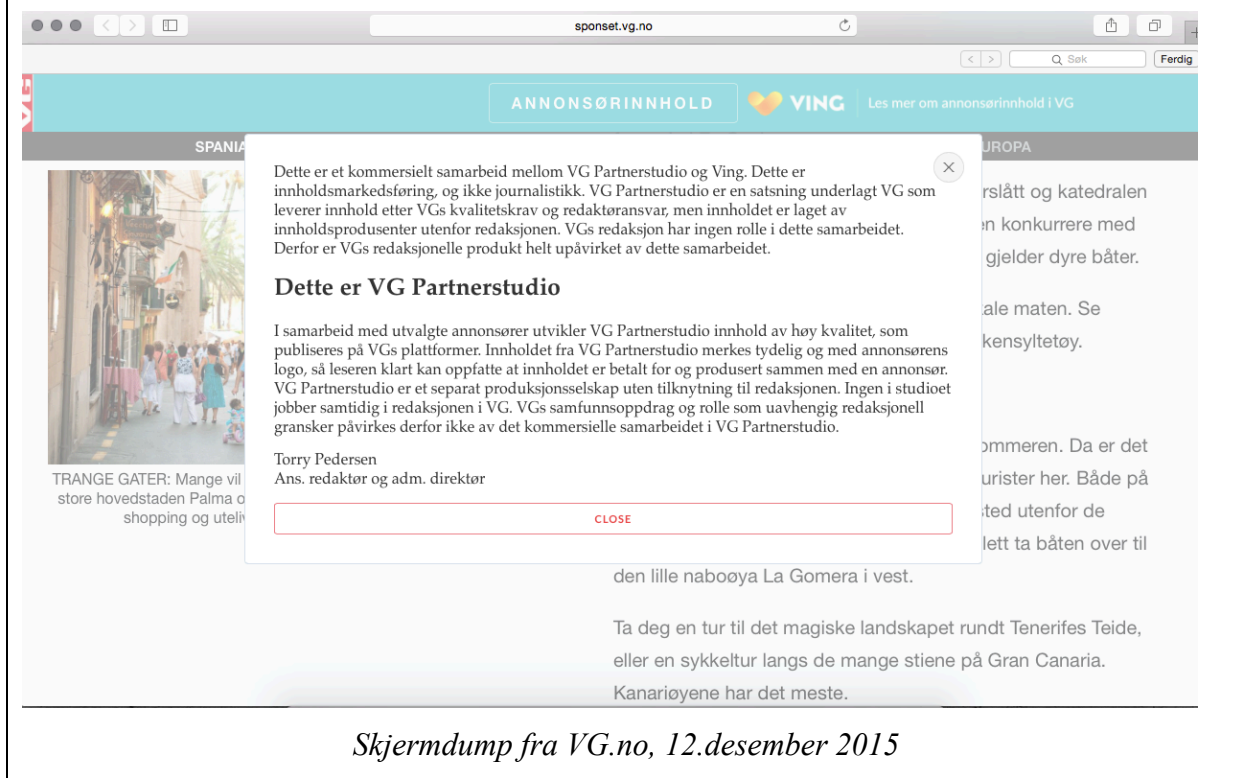 sponset.vg.no
Søk
Ferdig
ANNONSØRINNHOLD
VING
Les mer om annonsørinnhold i VG
Dette er et kommersielt samarbeid mellom VG Partnerstudio og Ving. Dette er
innholdsmarkedsføring, og ikke journalistikk. VG Partnerstudio er en satsning underlagt VG som
leverer innhold etter VGs kvalitetskrav og redaktøransvar, men innholdet er laget av
innholdsprodusenter utenfor redaksjonen. VGs redaksjon har ingen rolle i dette samarbeidet.
Derfor er VGs redaksjonelle produkt helt upåvirket av dette samarbeidet.
Dette er VG Partnerstudio
I samarbeid med utvalgte annonsører utvikler VG Partnerstudio innhold av høy kvalitet, som
publiseres på VGs plattformer. Innholdet fra VG Partnerstudio merkes tydelig og med annonsørens
logo, så leseren klart kan oppfatte at innholdet er betalt for og produsert sammen med en annonsør.
VG Partnerstudio er et separat produksjonsselskap uten tilknytning til redaksjonen. Ingen i studioet
jobber samtidig i redaksjonen i VG. VGs samfunnsoppdrag og rolle som uavhengig redaksjonell
gransker påvirkes derfor ikke av det kommersielle samarbeidet i VG Partnerstudio.
Torry Pedersen
Ans. redaktør og adm. direktør
CLOSE
TRANGE GATER: Mange vil
store hovedstaden Palma
shopping og
og katedralen
konkurrere med
gjelder dyre båter.
maten. Se
Da er det
her. Både på
utenfor de
lett ta båten over til
den lille naboøya La Gomera i vest.
Ta deg en tur til det magiske landskapet rundt Tenerifes Teide,
eller en sykkeltur langs de mange stiene på Gran Canaria.
Kanariøyene har det meste.
Skjermdump fra VG.no, 12.desember 2015